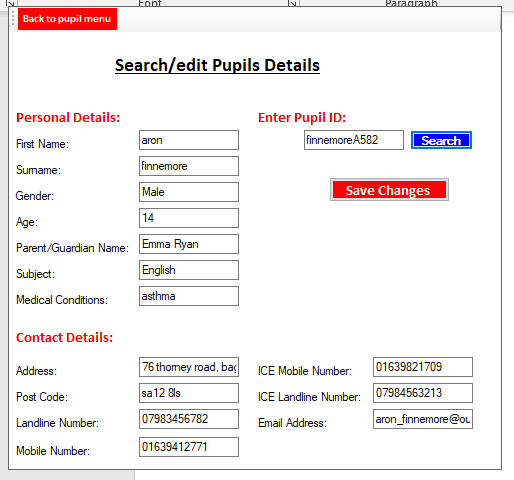 Font Paragraph
Back to pupil menu
Search/edit Pupils Details
Personal Details: Enter Pupil ID:
First Name: aron finnemoreA582 Search
Surname: finnemore
Gender: Male Save Changes
Age: 14
Parent/Guardian Name: Emma Ryan
Subject: English
Medical Conditions: asthma
Contact Details:
Address: 76 thorney road, bag ICE Mobile Number: 01639821709
Post Code: sa12 8ls ICE Landline Number: 07984563213
Landline Number: 07983456782 Email Address: aron_finnemore@ou
Mobile Number: 01639412771